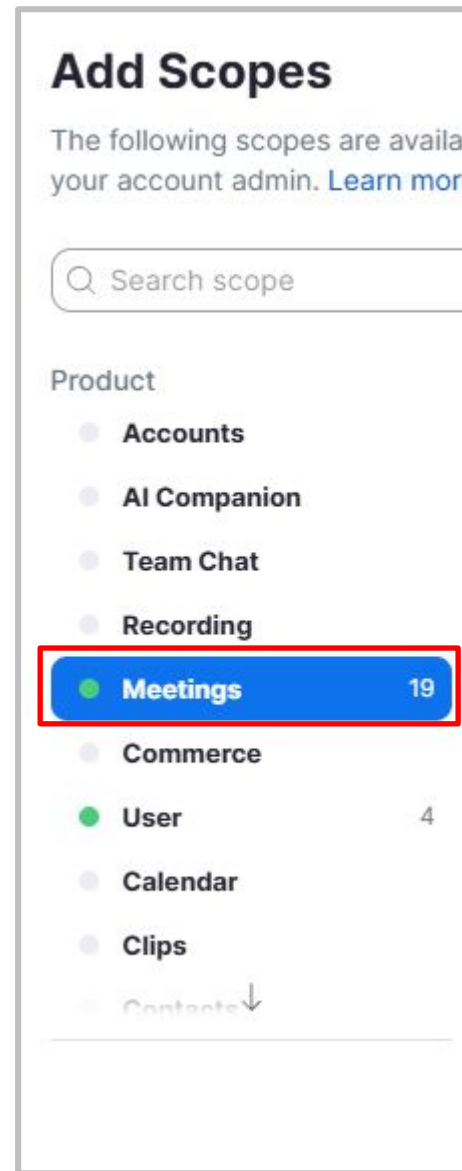 Add Scopes
The following scopes are availa
your account admin. Learn mor
Search scope
Product
Accounts
AI Companion
Team Chat
Recording
Meetings 19
Commerce
User 4
Calendar
Clips
Contacts